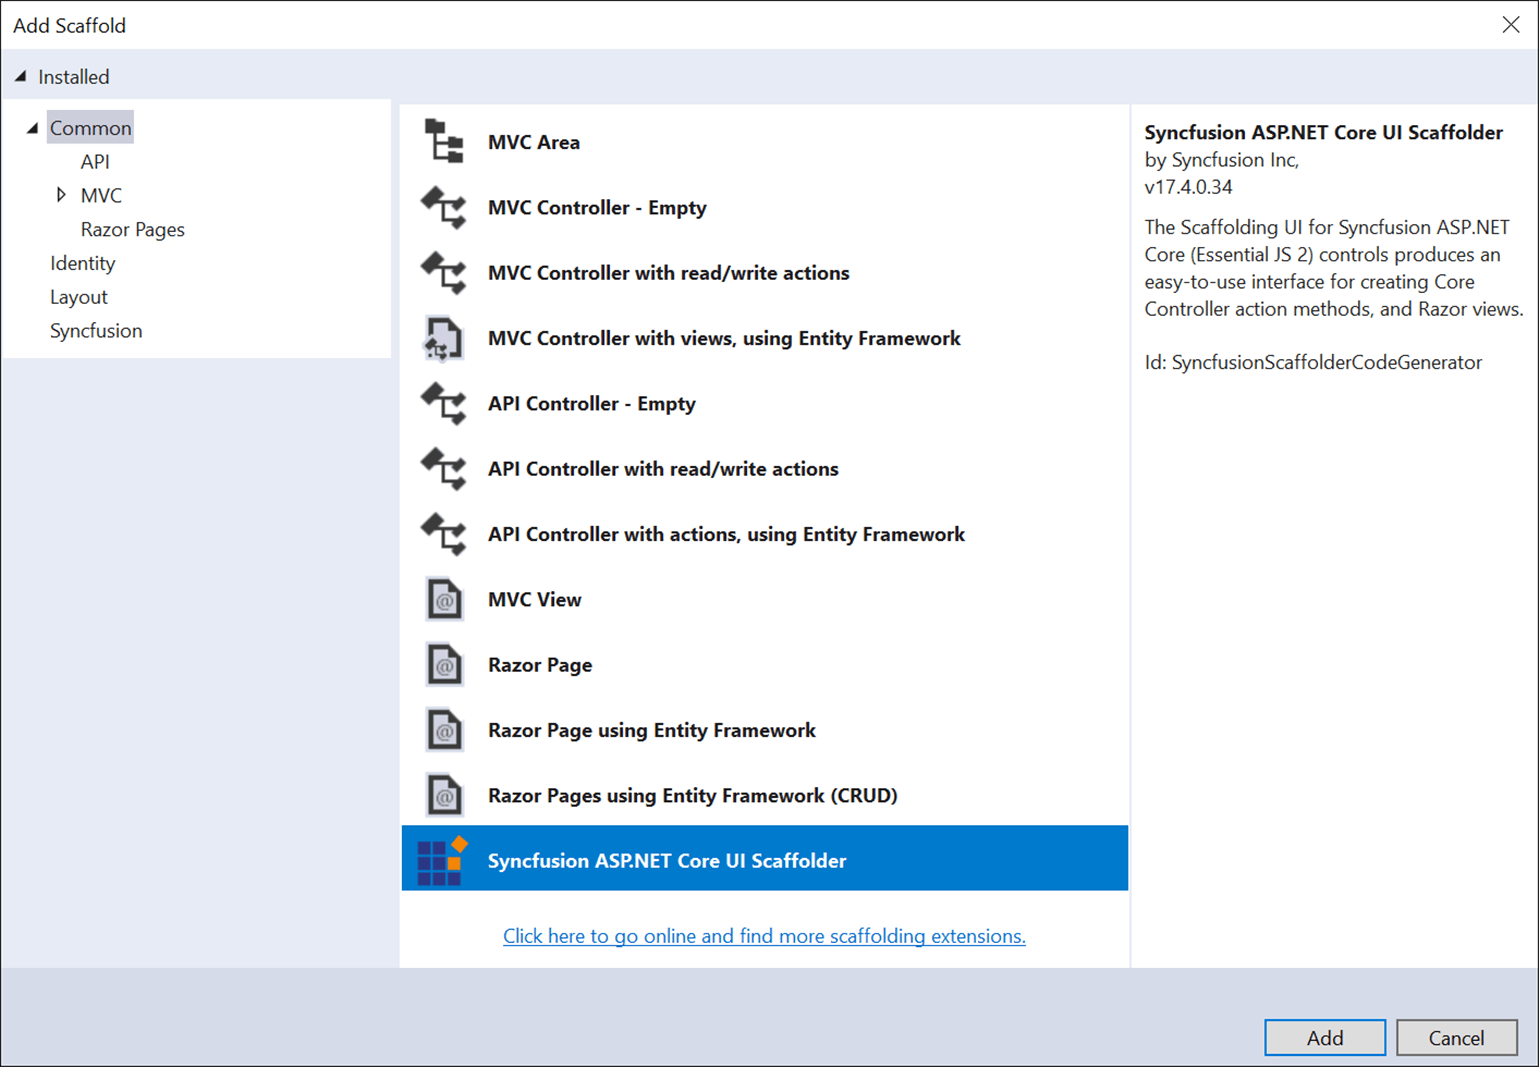 Add Scaffold
Installed
Common
API
MVC
Razor Pages
Identity
Layout
Syncfusion
MVC Area
MVC Controller - Empty
MVC Controller with read/write actions
MVC Controller with views, using Entity Framework
API Controller - Empty
API Controller with read/write actions
API Controller with actions, using Entity Framework
@ MVC View
@ Razor Page
@ Razor Page using Entity Framework
@ Razor Pages using Entity Framework (CRUD)
Syncfusion ASP.NET Core UI Scaffolder
Click here to go online and find more scaffolding extensions.
Syncfusion ASP.NET Core UI Scaffolder
by Syncfusion Inc,
v17.4.0.34
The Scaffolding UI for Syncfusion ASP.NET
Core (Essential JS 2) controls produces an
easy-to-use interface for creating Core
Controller action methods, and Razor views.
Id: SyncfusionScaffolderCodeGenerator
Add
Cancel